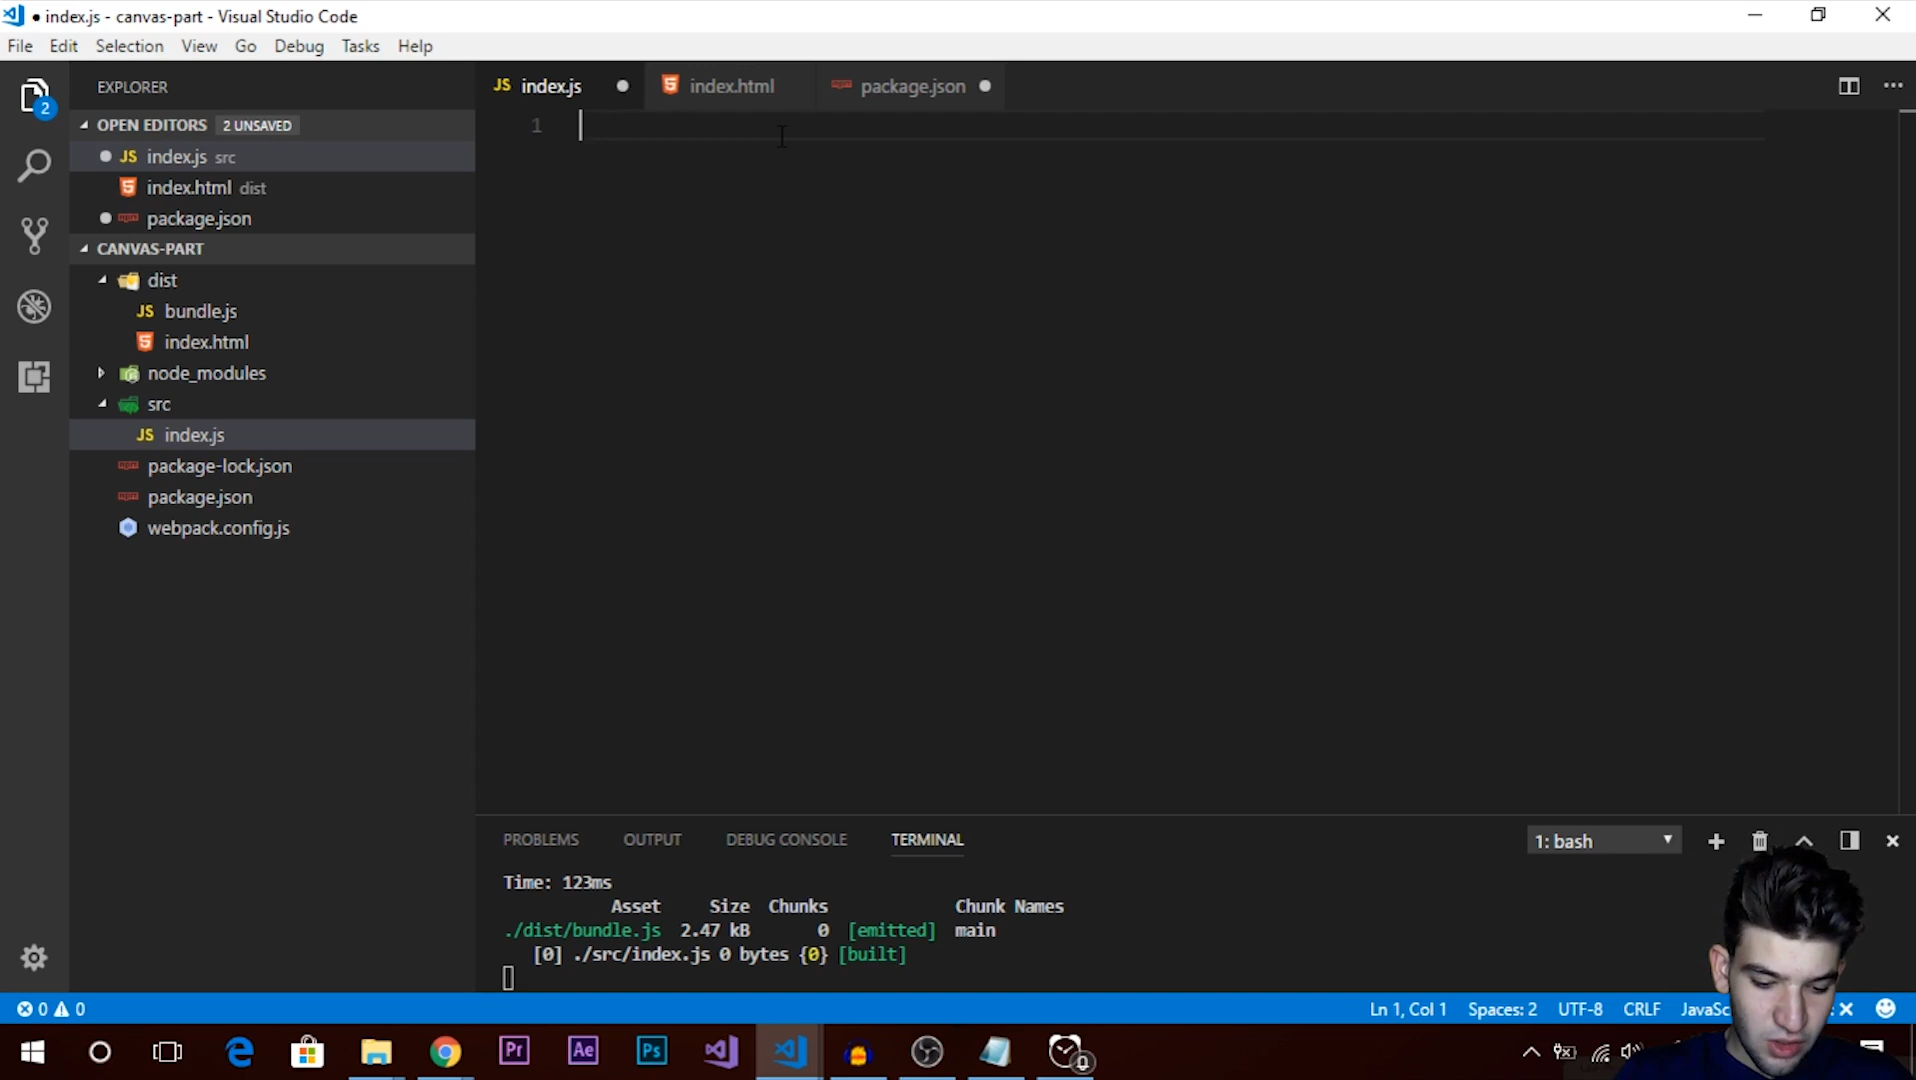 index.js - canvas-part - Visual Studio Code
File Edit Selection View Go Debug Tasks Help
EXPLORER
JS index.js
index.html
package.json
2
OPEN EDITORS 2 UNSAVED
1
JS index.js src
index.html dist
package.json
CANVAS-PART
dist
JS bundle.js
index.html
node_modules
src
JS index.js
package-lock.json
package.json
webpack.config.js
PROBLEMS OUTPUT DEBUG CONSOLE TERMINAL
1: bash
Time: 123ms
Asset Size Chunks Chunk Names
./dist/bundle.js 2.47 kB 0 [emitted] main
[0] ./src/index.js 0 bytes {0} [built]
0 0
Ln 1, Col 1 Spaces: 2 UTF-8 CRLF JavaSc
Pr Ae Ps